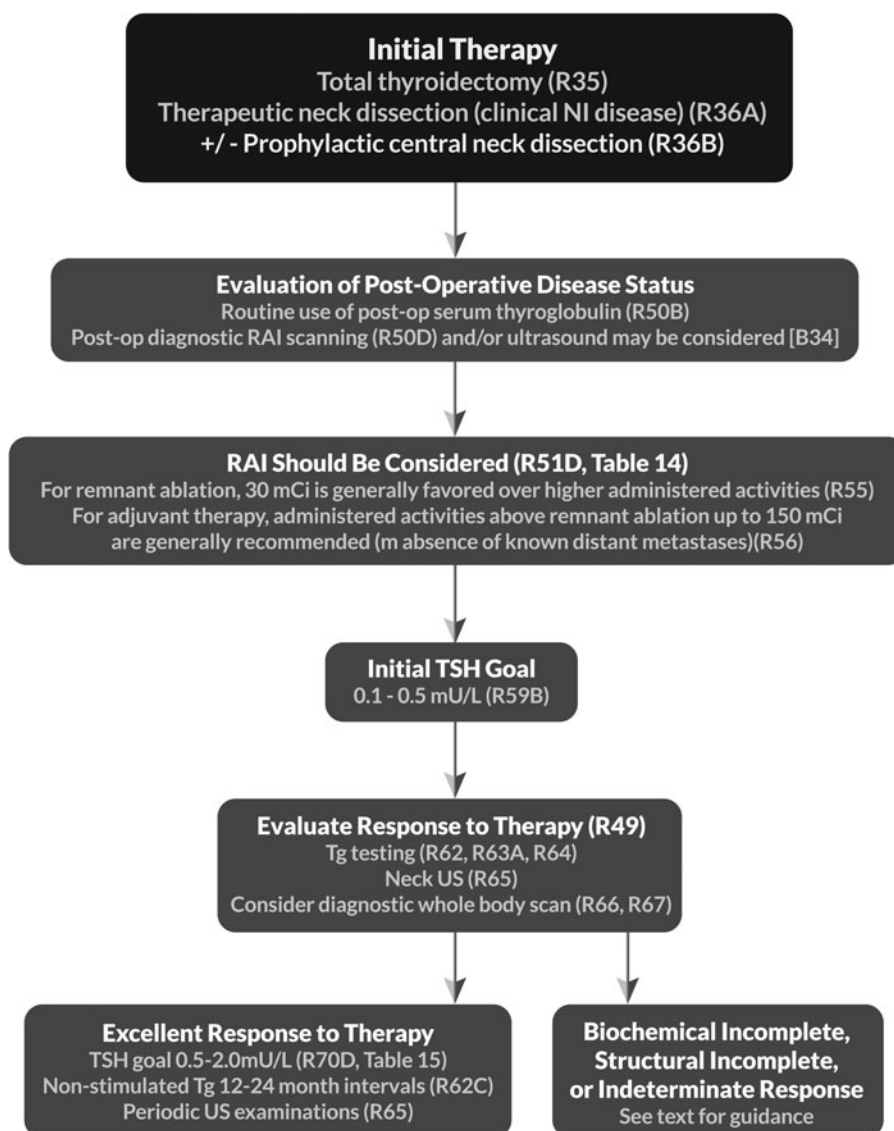 Initial Therapy
Total thyroidectomy (R35)
Therapeutic neck dissection (clinical NI disease) (R36A)
+/ - Prophylactic central neck dissection (R36B)
Evaluation of Post-Operative Disease Status
Routine use of post-op serum thyroglobulin (R50B)
Post-op diagnostic RAI scanning (R50D) and/or ultrasound may be considered [B34]
RAI Should Be Considered (R51D, Table 14)
For remnant ablation, 30 mCi is generally favored over higher administered activities (R55)
For adjuvant therapy, administered activities above remnant ablation up to 150 mCi
are generally recommended (m absence of known distant metastases)(R56)
Initial TSH Goal
0.1 - 0.5 mU/L (R59B)
Evaluate Response to Therapy (R49)
Tg testing (R62, R63A, R64)
Neck US (R65)
Consider diagnostic whole body scan (R66, R67)
Excellent Response to Therapy
TSH goal 0.5-2.0mU/L (R70D, Table 15)
Non-stimulated Tg 12-24 month intervals (R62C)
Periodic US examinations (R65)
Biochemical Incomplete,
Structural Incomplete,
or Indeterminate Response
See text for guidance